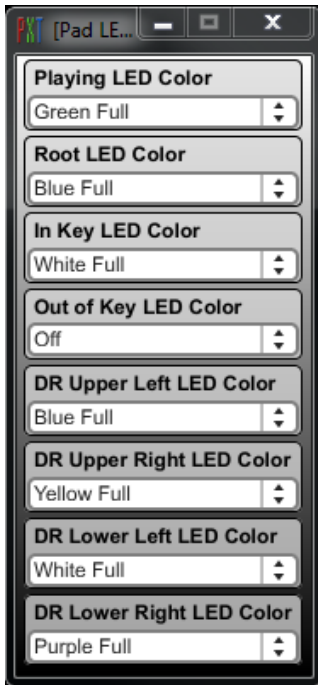 PXT [Pad LE...
Playing LED Color
Green Full
Root LED Color
Blue Full
In Key LED Color
White Full
Out of Key LED Color
Off
DR Upper Left LED Color
Blue Full
DR Upper Right LED Color
Yellow Full
DR Lower Left LED Color
White Full
DR Lower Right LED Color
Purple Full